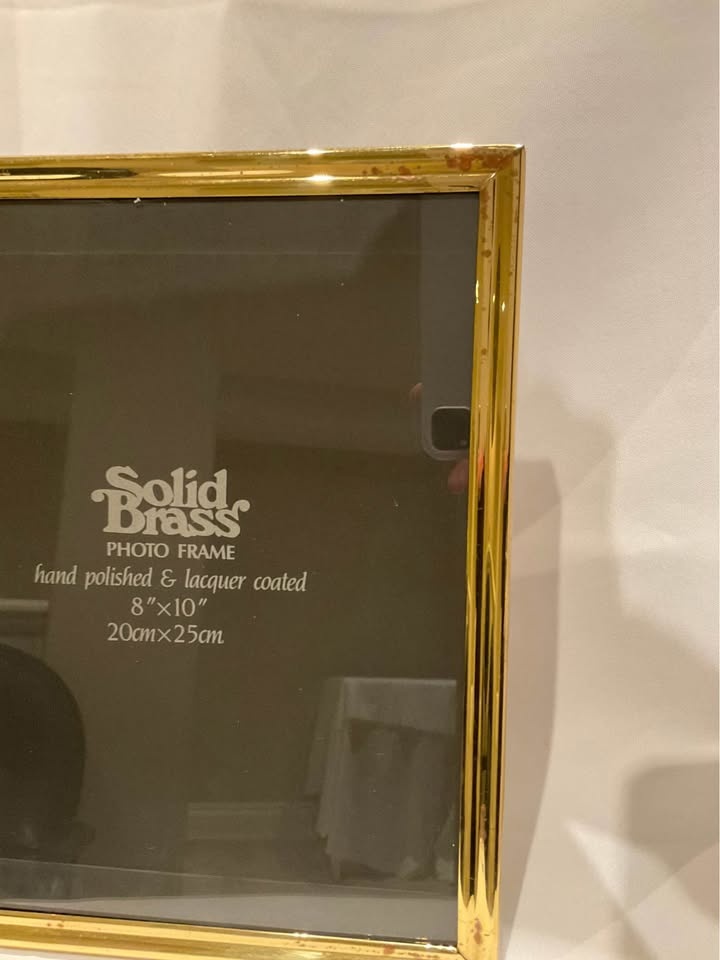 Solid
Brass
PHOTO FRAME
hand polished & lacquer coated
8"×10"
20cm×25cm